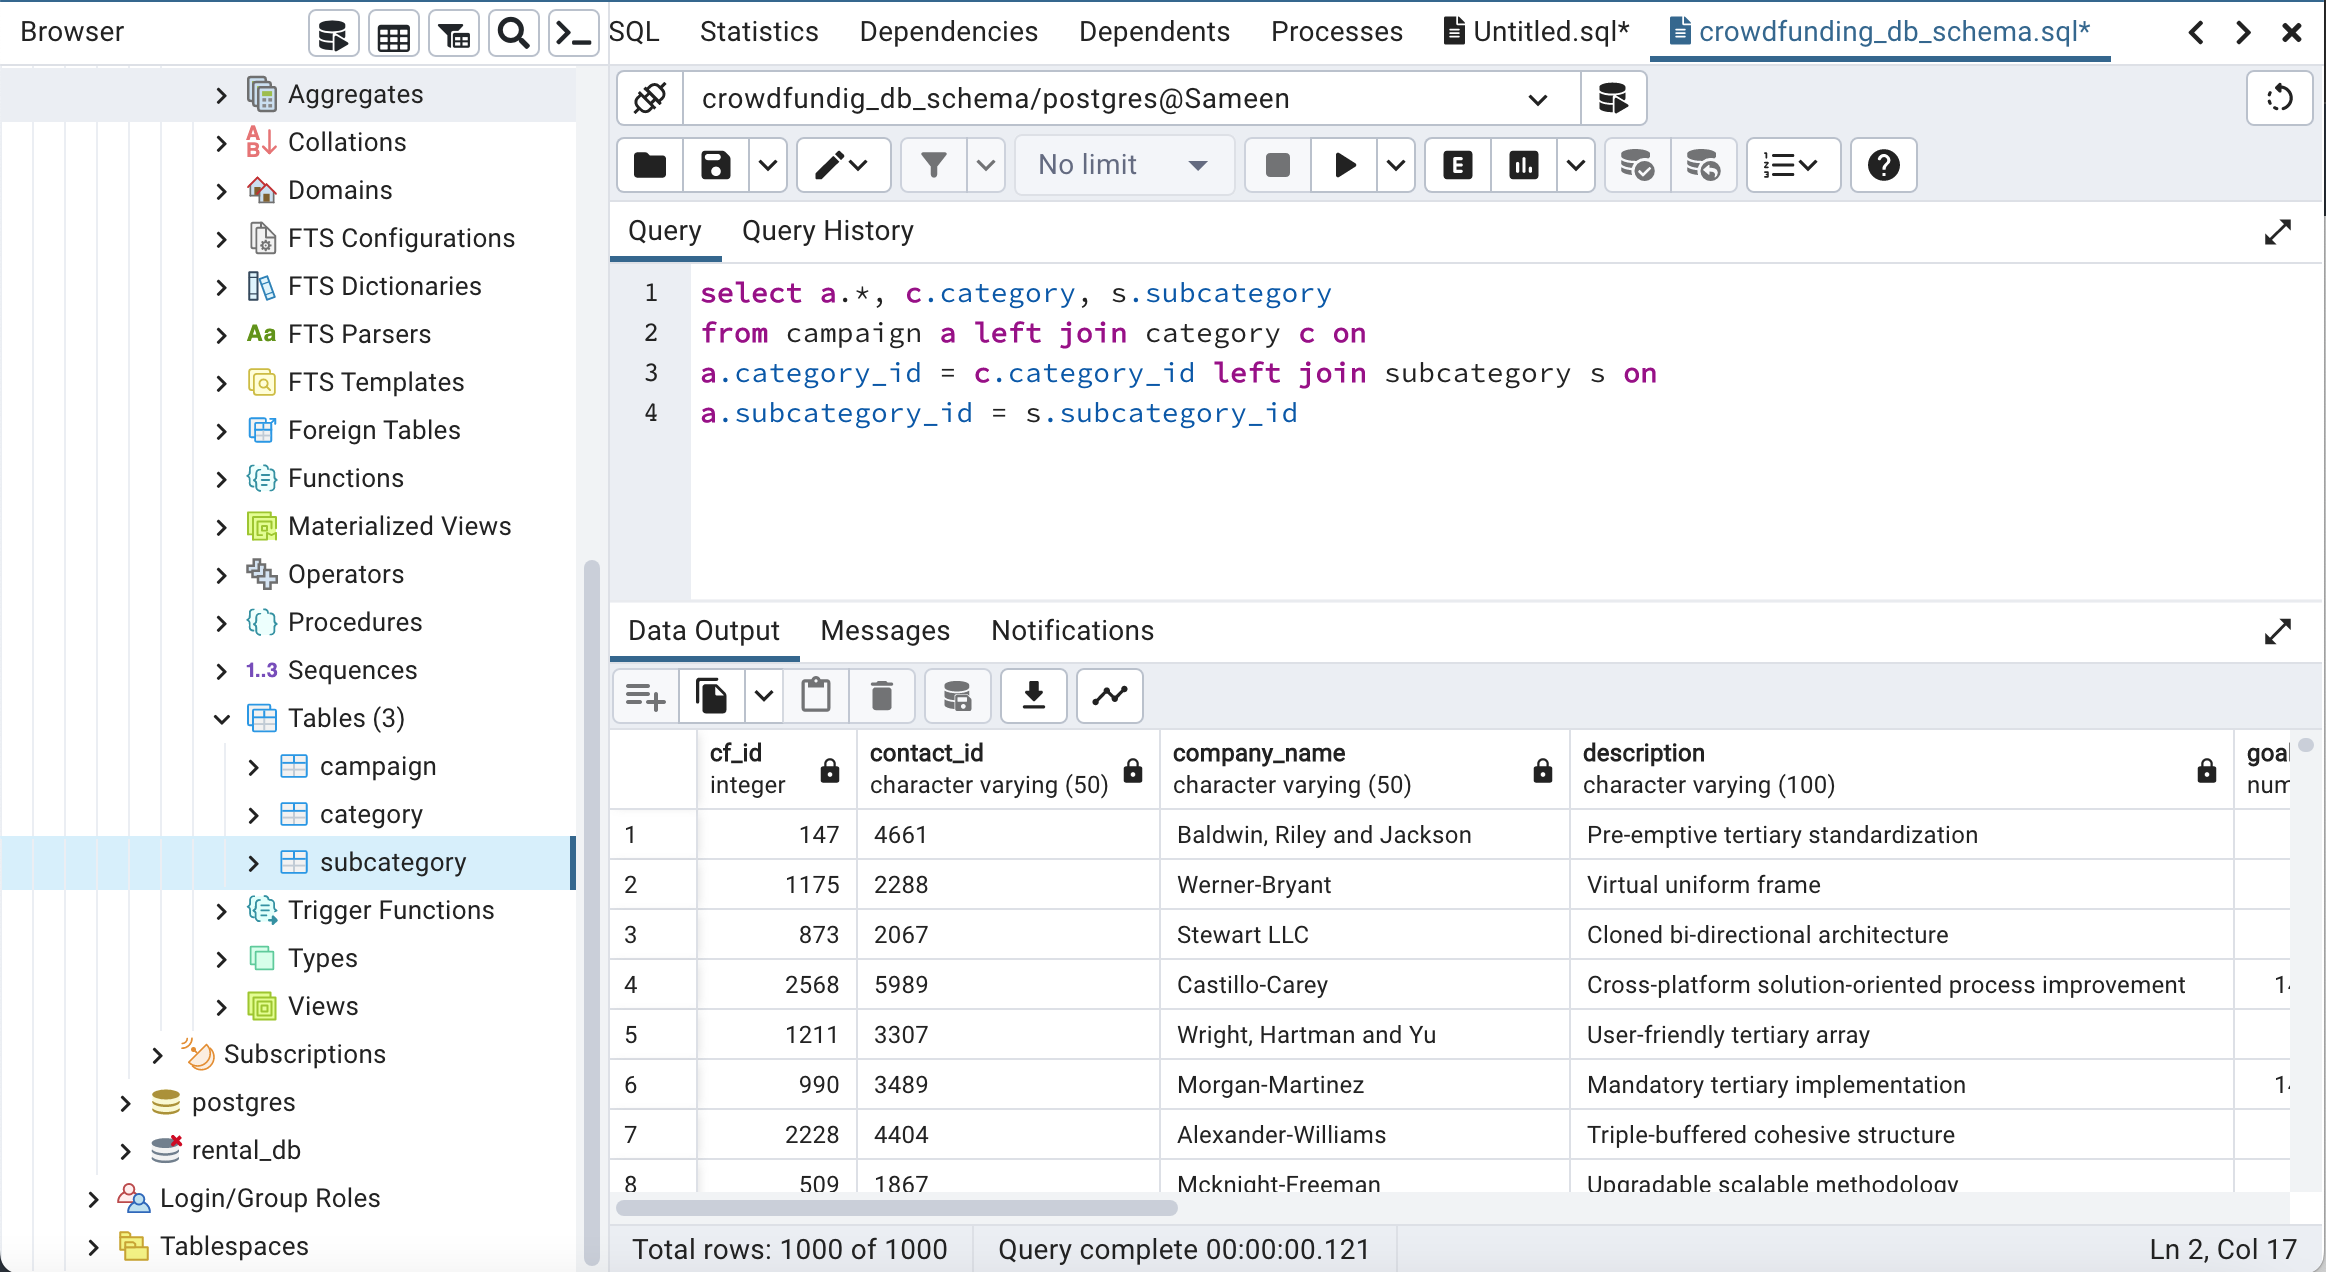 Browser
SQL Statistics Dependencies Dependents Processes Untitled.sql* crowdfunding_db_schema.sql*
crowdfundig_db_schema/postgres@Sameen
No limit
E
Query Query History
1 select a.*, c.category, s.subcategory
2 from campaign a left join category c on
3 a.category_id = c.category_id left join subcategory s on
4 a.subcategory_id = s.subcategory_id
Aggregates
Collations
Domains
FTS Configurations
FTS Dictionaries
Aa FTS Parsers
FTS Templates
Foreign Tables
Functions
Materialized Views
Operators
Procedures
1..3 Sequences
Tables (3)
campaign
category
subcategory
Trigger Functions
Types
Views
Subscriptions
postgres
rental_db
Login/Group Roles
Tablespaces
Data Output Messages Notifications
cf_id contact_id company_name description goal
integer character varying (50) character varying (50) character varying (100) num
1 147 4661 Baldwin, Riley and Jackson Pre-emptive tertiary standardization
2 1175 2288 Werner-Bryant Virtual uniform frame
3 873 2067 Stewart LLC Cloned bi-directional architecture
4 2568 5989 Castillo-Carey Cross-platform solution-oriented process improvement
5 1211 3307 Wright, Hartman and Yu User-friendly tertiary array
6 990 3489 Morgan-Martinez Mandatory tertiary implementation
7 2228 4404 Alexander-Williams Triple-buffered cohesive structure
8 509 1867 Mcknight-Freeman Upgradable scalable methodology
Total rows: 1000 of 1000 Query complete 00:00:00.121 Ln 2, Col 17